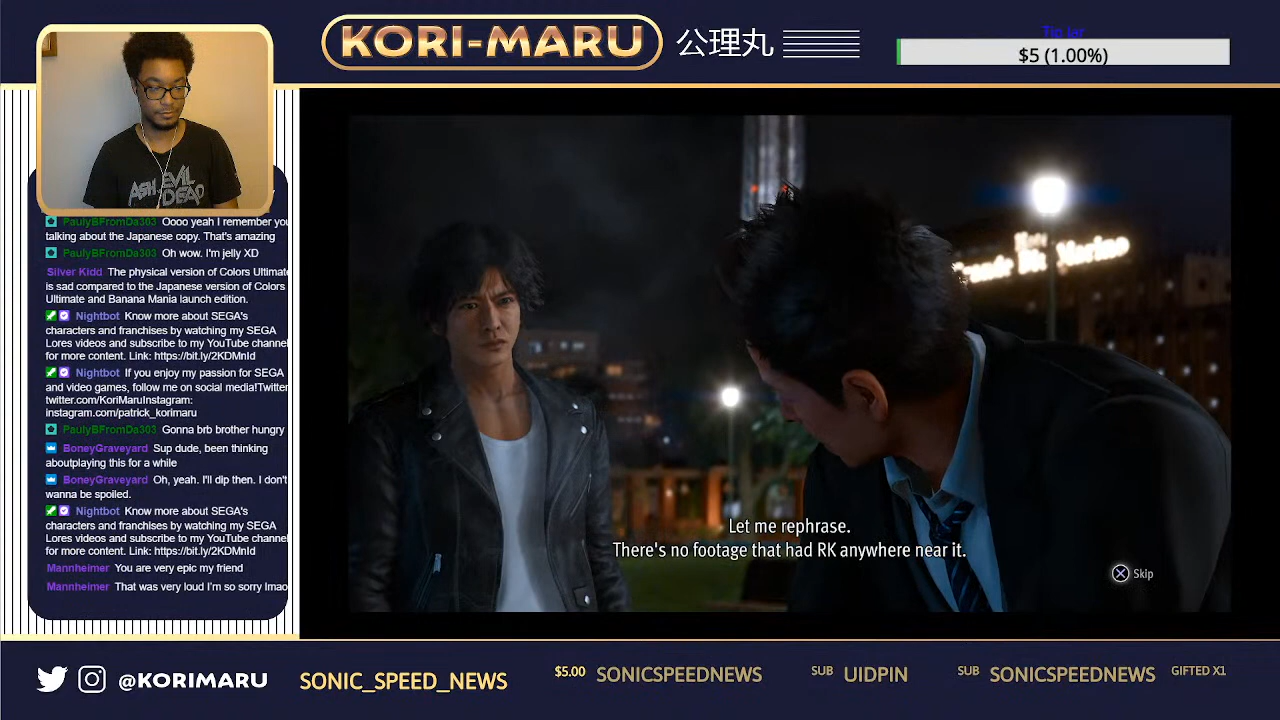 KORI-MARU
公理丸
Tip Jar
$5 (1.00%)
ASH EVIL
DEAD
PaulyBFromDa303 Oooo yeah I remember you
talking about the Japanese copy. That's amazing
PaulyBFromDa303 Oh wow. I'm jelly XD
Silver Kidd The physical version of Colors Ultimate
is sad compared to the Japanese version of Colors
Ultimate and Banana Mania launch edition.
Nightbot Know more about SEGA's
characters and franchises by watching my SEGA
Lores videos and subscribe to my YouTube channel
for more content. Link: https://bit.ly/2KDMnId
Nightbot If you enjoy my passion for SEGA
and video games, follow me on social media!Twitter
twitter.com/KoriMaruInstagram:
instagram.com/patrick_korimaru
PaulyBFromDa303 Gonna brb brother hungry
BoneyGraveyard Sup dude, been thinking
aboutplaying this for a while
BoneyGraveyard Oh, yeah. I'll dip then. I don't
wanna be spoiled.
Nightbot Know more about SEGA's
characters and franchises by watching my SEGA
Lores videos and subscribe to my YouTube channel
for more content. Link: https://bit.ly/2KDMnId
Mannheimer You are very epic my friend
Mannheimer That was very loud I'm so sorry lmao
Marino
Let me rephrase.
There's no footage that had RK anywhere near it.
Skip
@KORIMARU
SONIC_SPEED_NEWS
$5.00 SONICSPEEDNEWS
SUB UIDPIN
SUB SONICSPEEDNEWS GIFTED X1